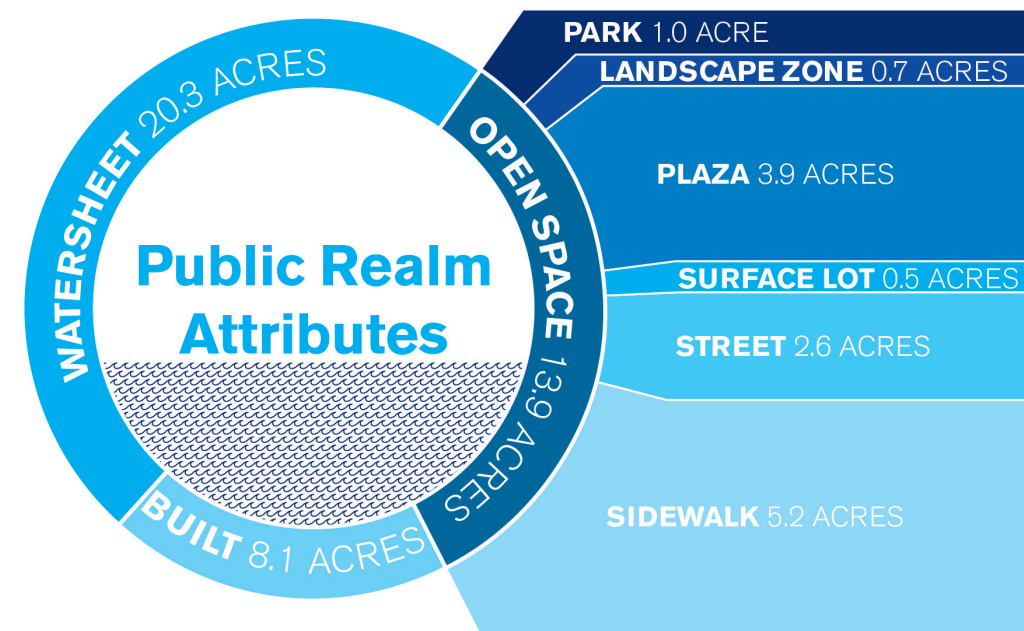 WATERSHEET 20.3 ACRES
OPEN SPACE 13.9 ACRES
BUILT 8.1 ACRES
Public Realm
Attributes
PARK 1.0 ACRE
LANDSCAPE ZONE 0.7 ACRES
PLAZA 3.9 ACRES
SURFACE LOT 0.5 ACRES
STREET 2.6 ACRES
SIDEWALK 5.2 ACRES